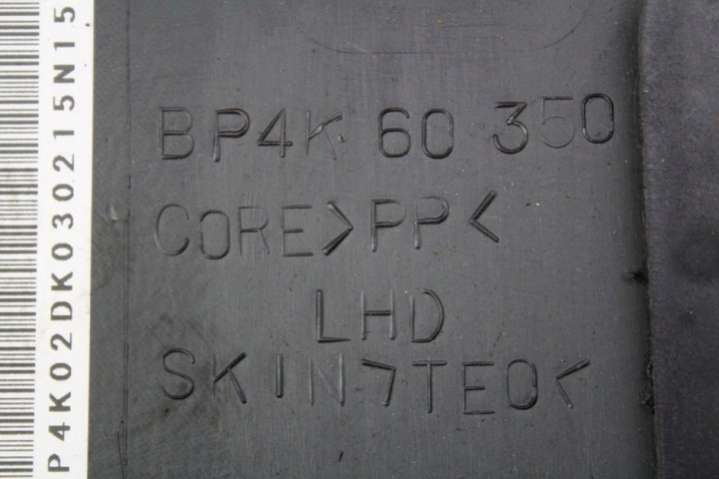 BP4K 60 350
CORE>PP<
LHD
SKIN>TEO<
P4K02DK030215N15